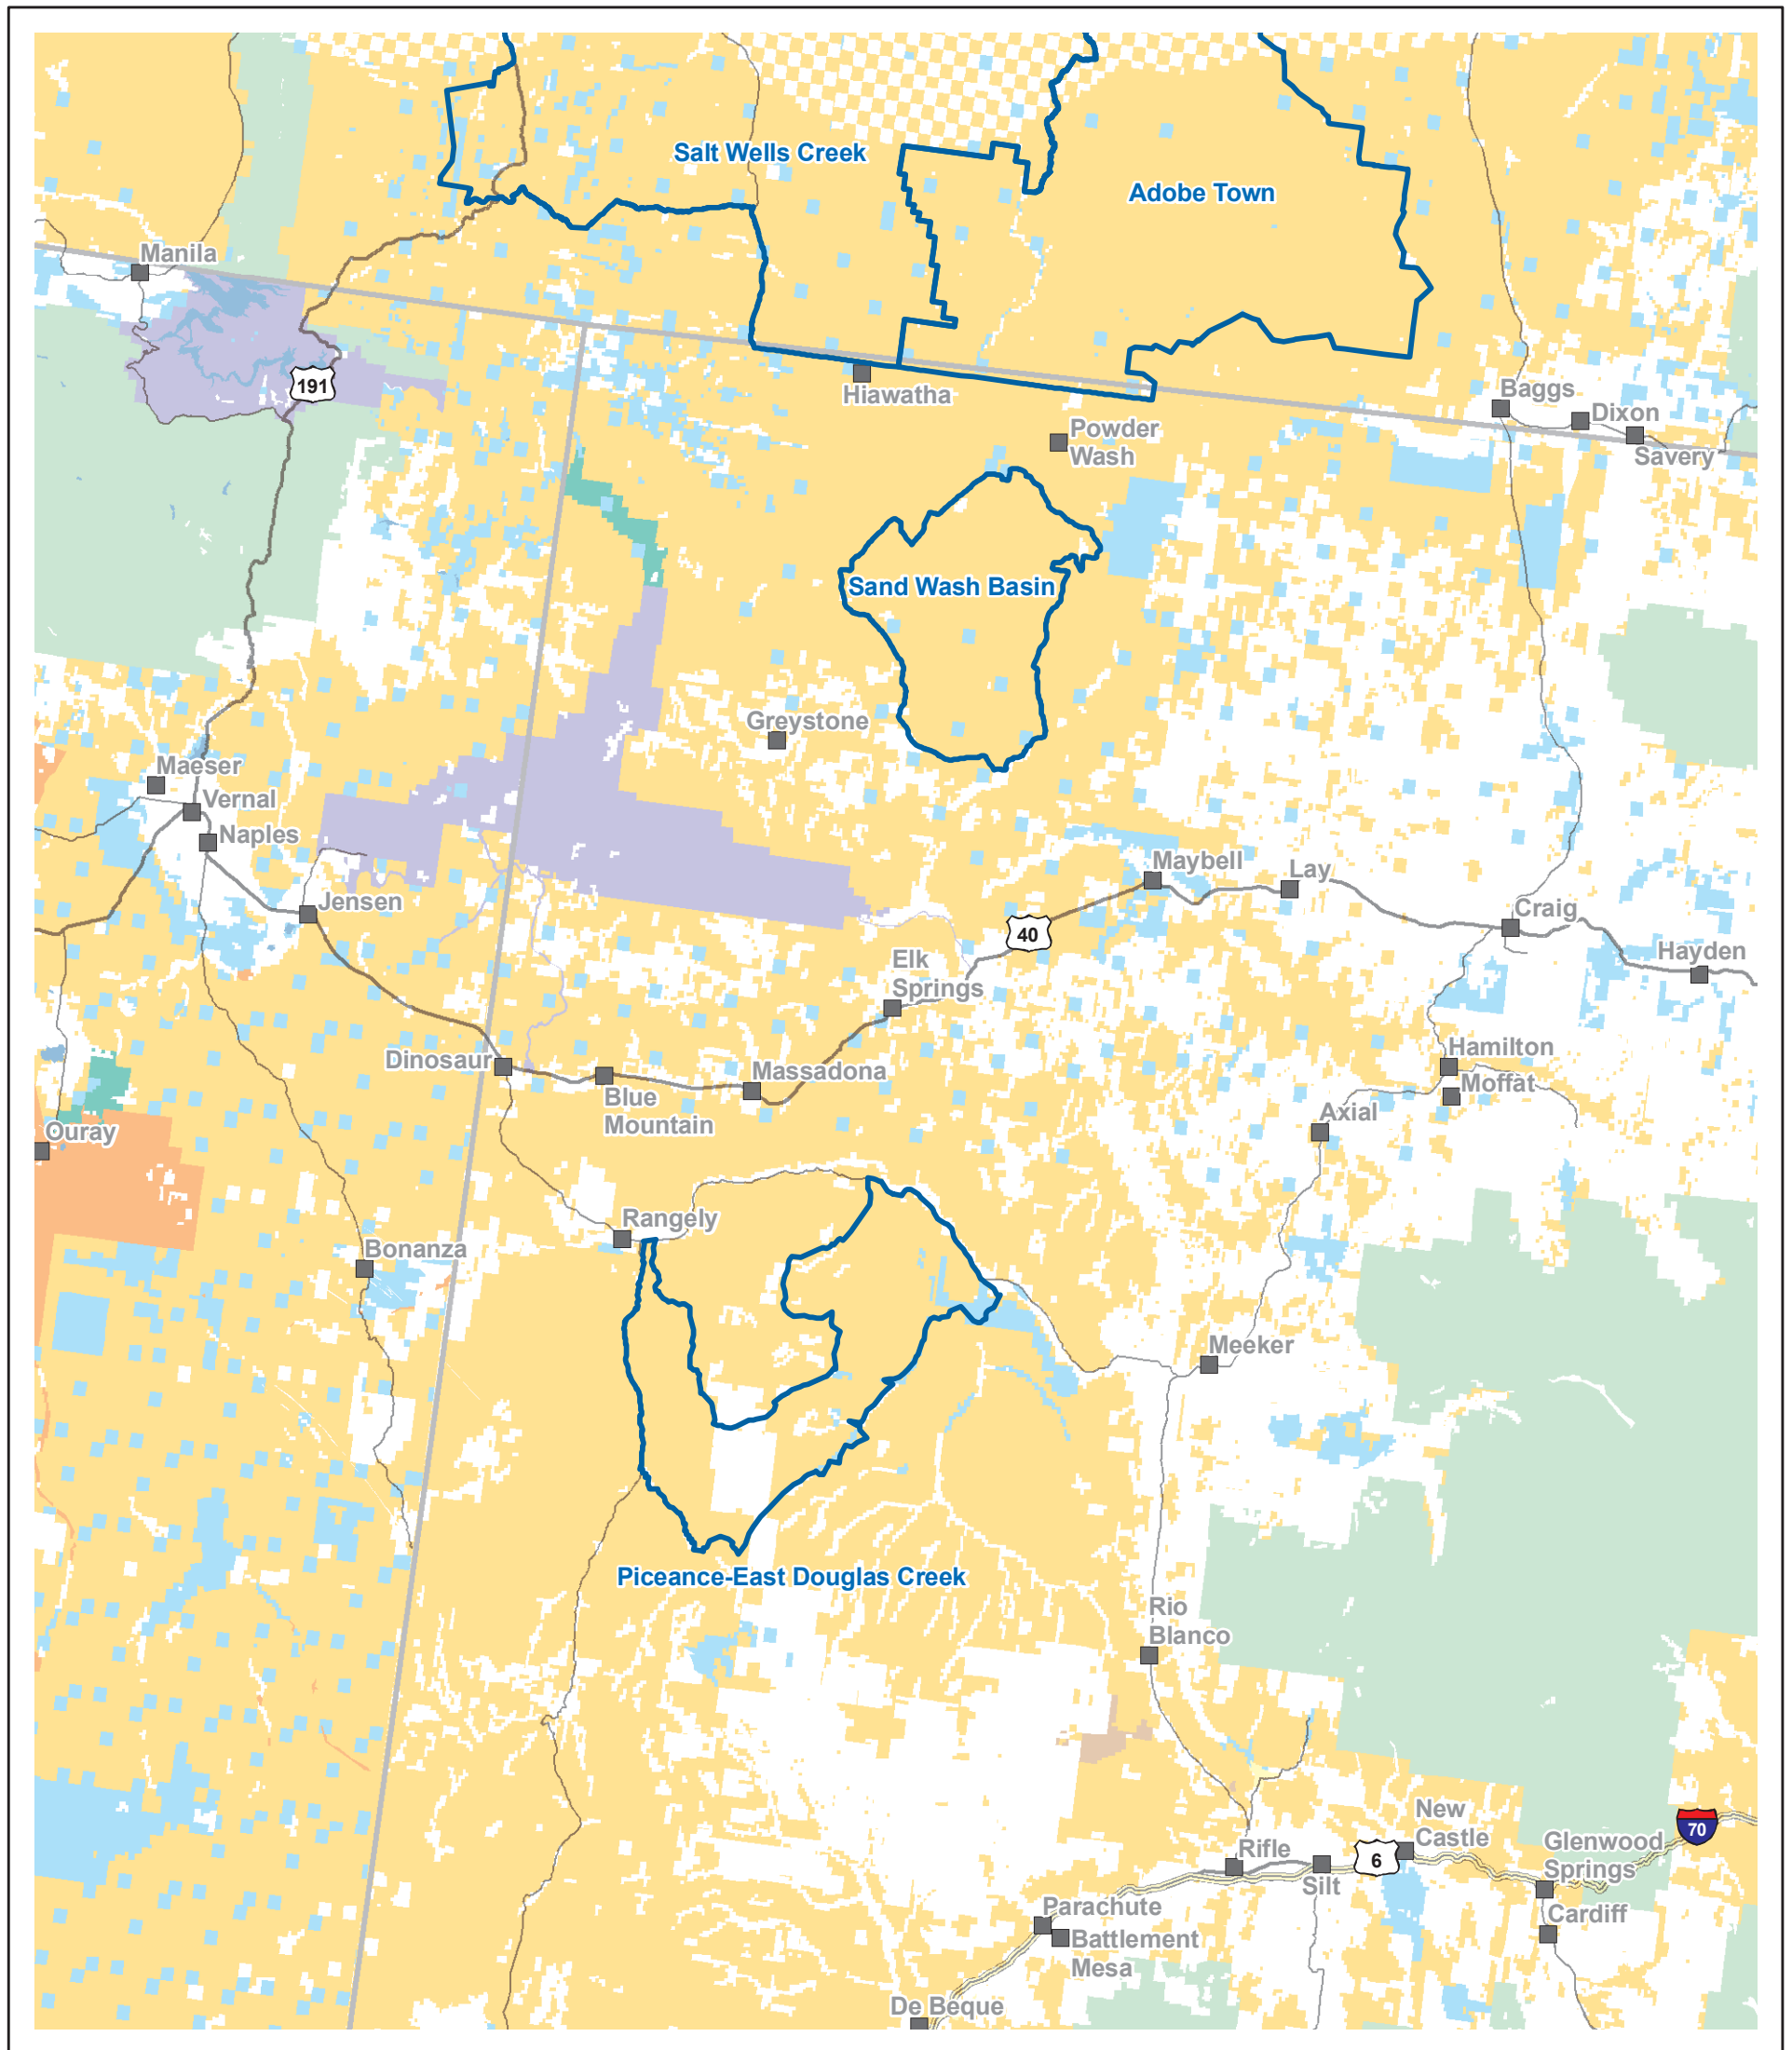 Salt Wells Creek
Adobe Town
Manila
191
Hiawatha
Baggs
Dixon
Savery
Powder
Wash
Sand Wash Basin
Greystone
Maeser
Vernal
Naples
Jensen
Maybell
Lay
Craig
40
Hayden
Elk
Springs
Dinosaur
Blue
Mountain
Massadona
Hamilton
Moffat
Axial
Ouray
Rangely
Bonanza
Meeker
Piceance-East Douglas Creek
Rio
Blanco
New
Castle
70
Glenwood
Springs
Rifle
6
Silt
Parachute
Cardiff
Battlement
Mesa
De Beque